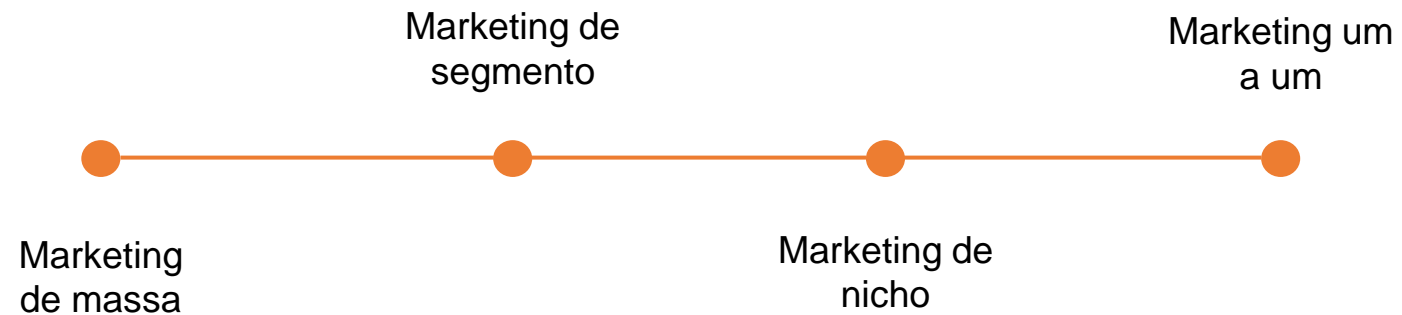 Marketing de
segmento
Marketing um
a um
Marketing
de massa
Marketing de
nicho